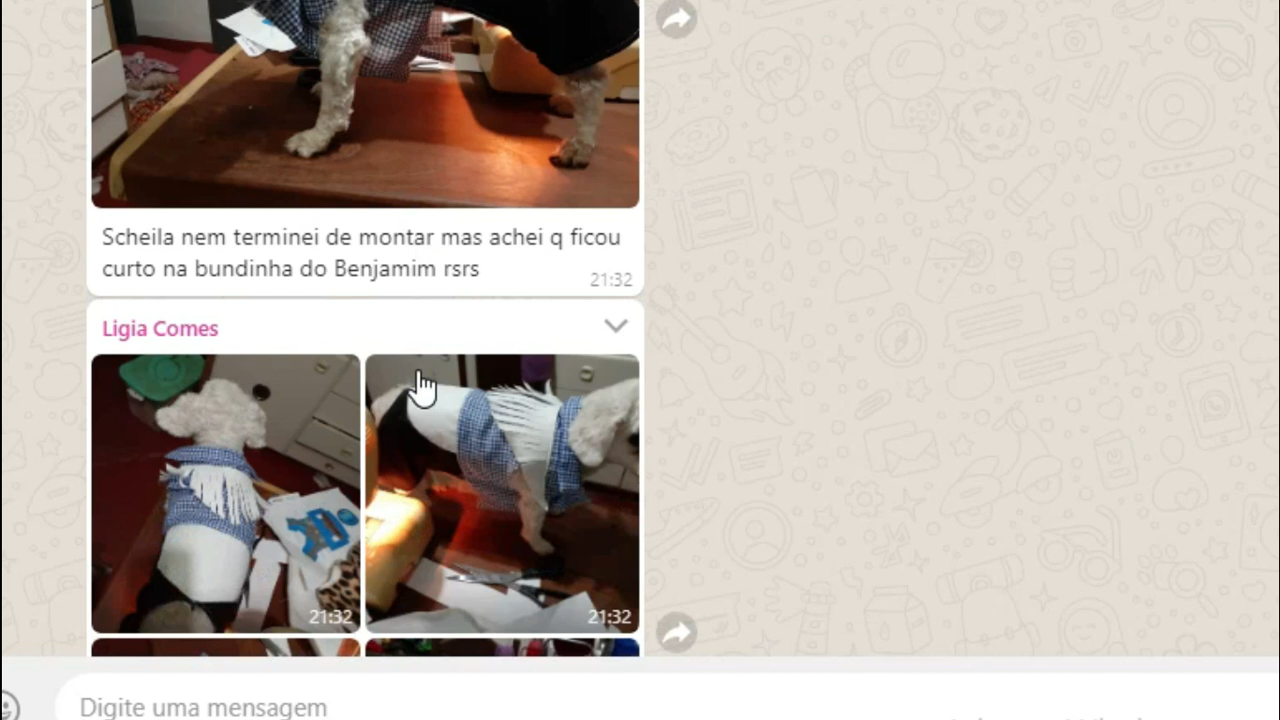 Scheila nem terminei de montar mas achei q ficou
curto na bundinha do Benjamim rsrs
21:32
Ligia Comes
21:32
21:32
Digite uma mensagem